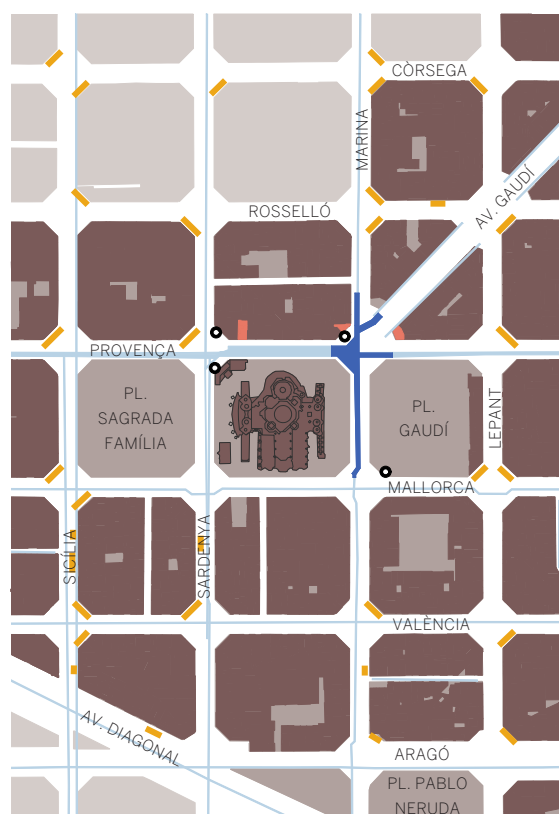 CÒRSEGA
MARINA
AV. GAUDÍ
ROSSELLÓ
PROVENÇA
PL.
SAGRADA
FAMÍLIA
PL.
GAUDÍ
LEPANT
MALLORCA
SICÍLIA
SARDENYA
VALÈNCIA
AV. DIAGONAL
ARAGÓ
PL. PABLO
NERUDA